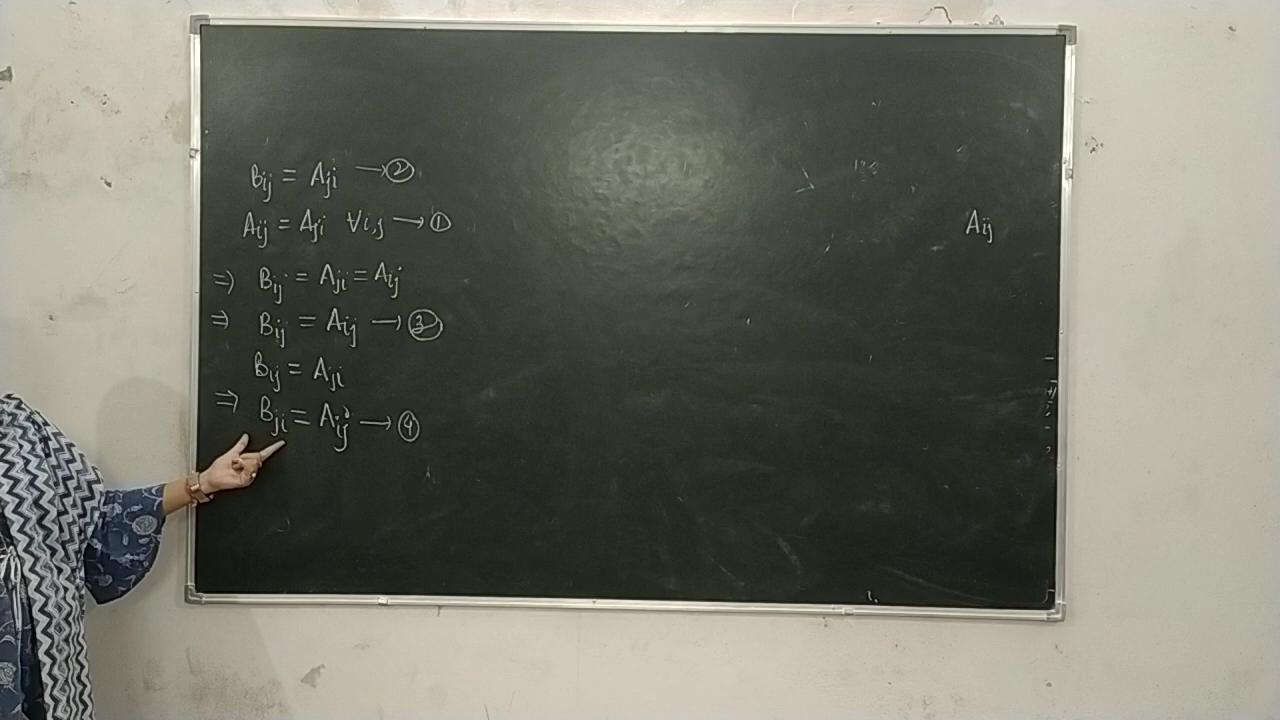 Bij = Aji → ②
Aij = Aji ∀i,j → ①
⇒ Bij = Aji = Aij
⇒ Bij = Aij → ③
Bij = Aji
⇒ Bji = Aij → ④
Aij